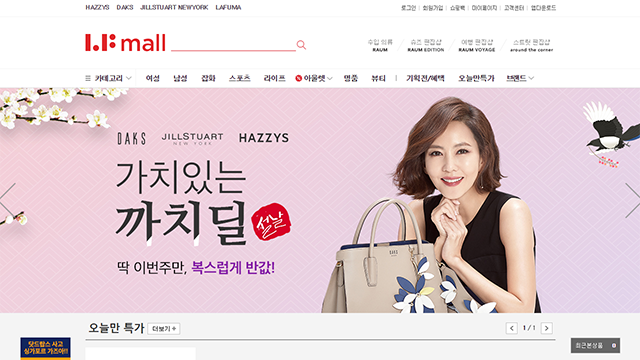 HAZZYS DAKS JILLSTUART NEWYORK LAFUMA
로그인 회원가입 쇼핑백 마이페이지 고객센터 앱다운로드
LF mall
수입 의류 RAUM
슈즈 편집샵 RAUM EDITION
여행 편집샵 RAUM VOYAGE
스트릿 편집샵 around the corner
카테고리 여성 남성 잡화 스포츠 라이프 아울렛 명품 뷰티 기획전/혜택 오늘만특가 브랜드
DAKS JILLSTUART NEW YORK HAZZYS
가치있는
까치딜 설날
딱 이번주만, 복스럽게 반값!
오늘만 특가 더보기 + 1 / 1
닷드랍스 사고
싱가포르 가즈아!!
최근본상품 0